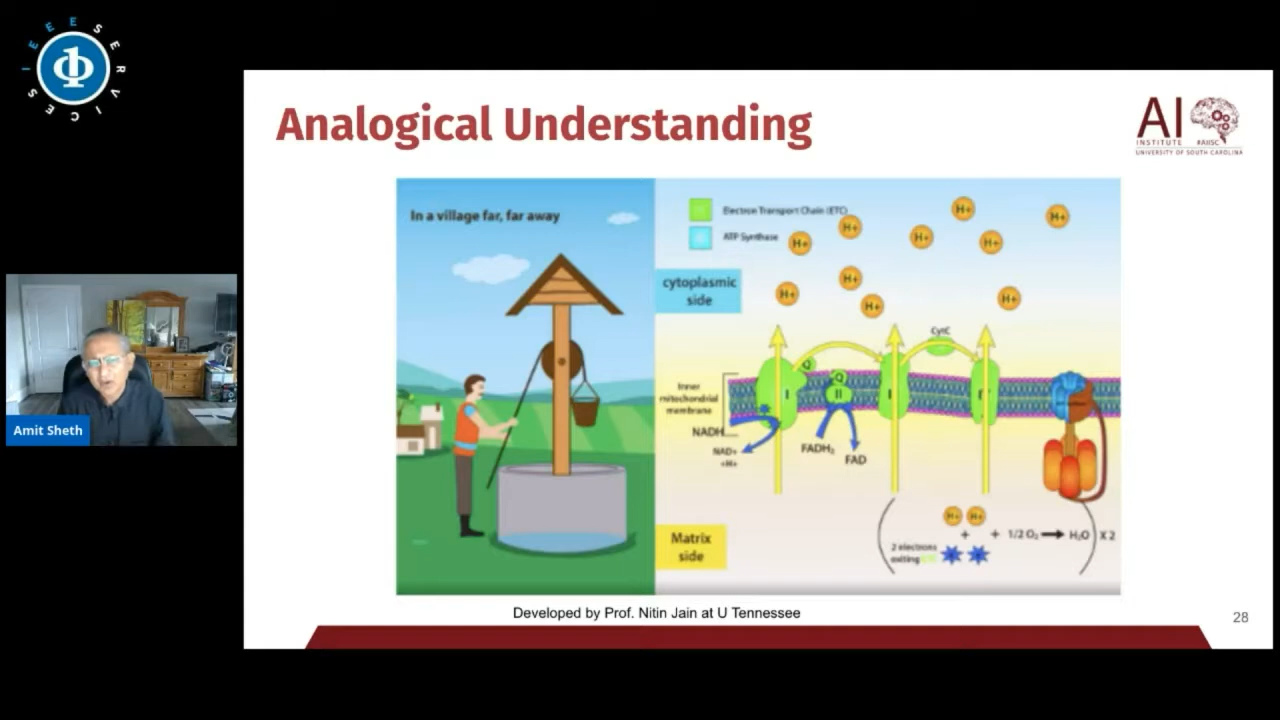 IEEE SERVICES
Analogical Understanding
AI
INSTITUTE #AIISC
UNIVERSITY OF SOUTH CAROLINA
In a village far, far away
Electron Transport Chain (ETC)
ATP Synthase
H+
H+
H+
H+
H+
H+
H+
H+
H+
H+
cytoplasmic
side
CytC
Inner
mitochondrial
membrane
Q
Q
I
II
NADH
NAD+
+H+
FADH₂
FAD
Matrix
side
H+ H+
+ + 1/2 O₂ → H₂O X 2
2 electrons
exiting
Amit Sheth
Developed by Prof. Nitin Jain at U Tennessee
28